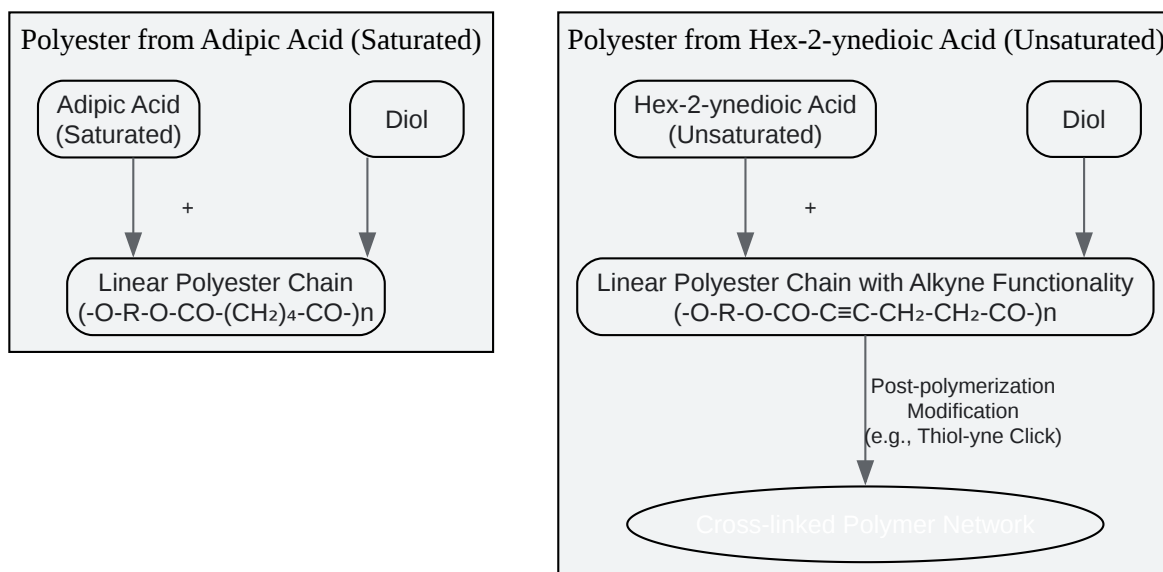 Polyester from Adipic Acid (Saturated)
Adipic Acid
(Saturated)
Diol
+
Linear Polyester Chain
(-O-R-O-CO-(CH₂)₄-CO-)n
Polyester from Hex-2-ynedioic Acid (Unsaturated)
Hex-2-ynedioic Acid
(Unsaturated)
Diol
+
Linear Polyester Chain with Alkyne Functionality
(-O-R-O-CO-C≡C-CH₂-CH₂-CO-)n
Post-polymerization
Modification
(e.g., Thiol-yne Click)
Cross-linked Polymer Network